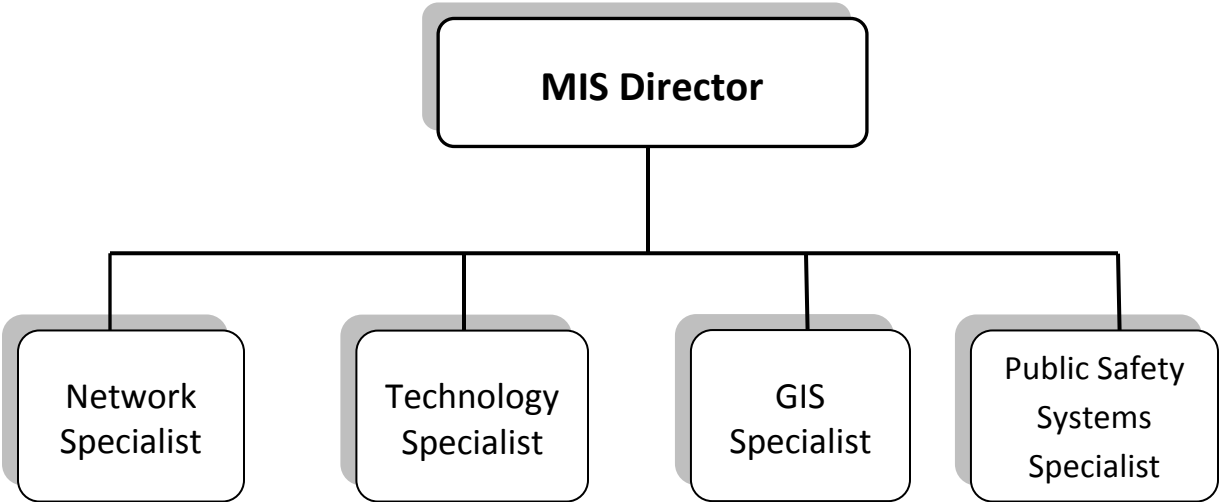 MIS Director
Network
Specialist
Technology
Specialist
GIS
Specialist
Public Safety
Systems
Specialist